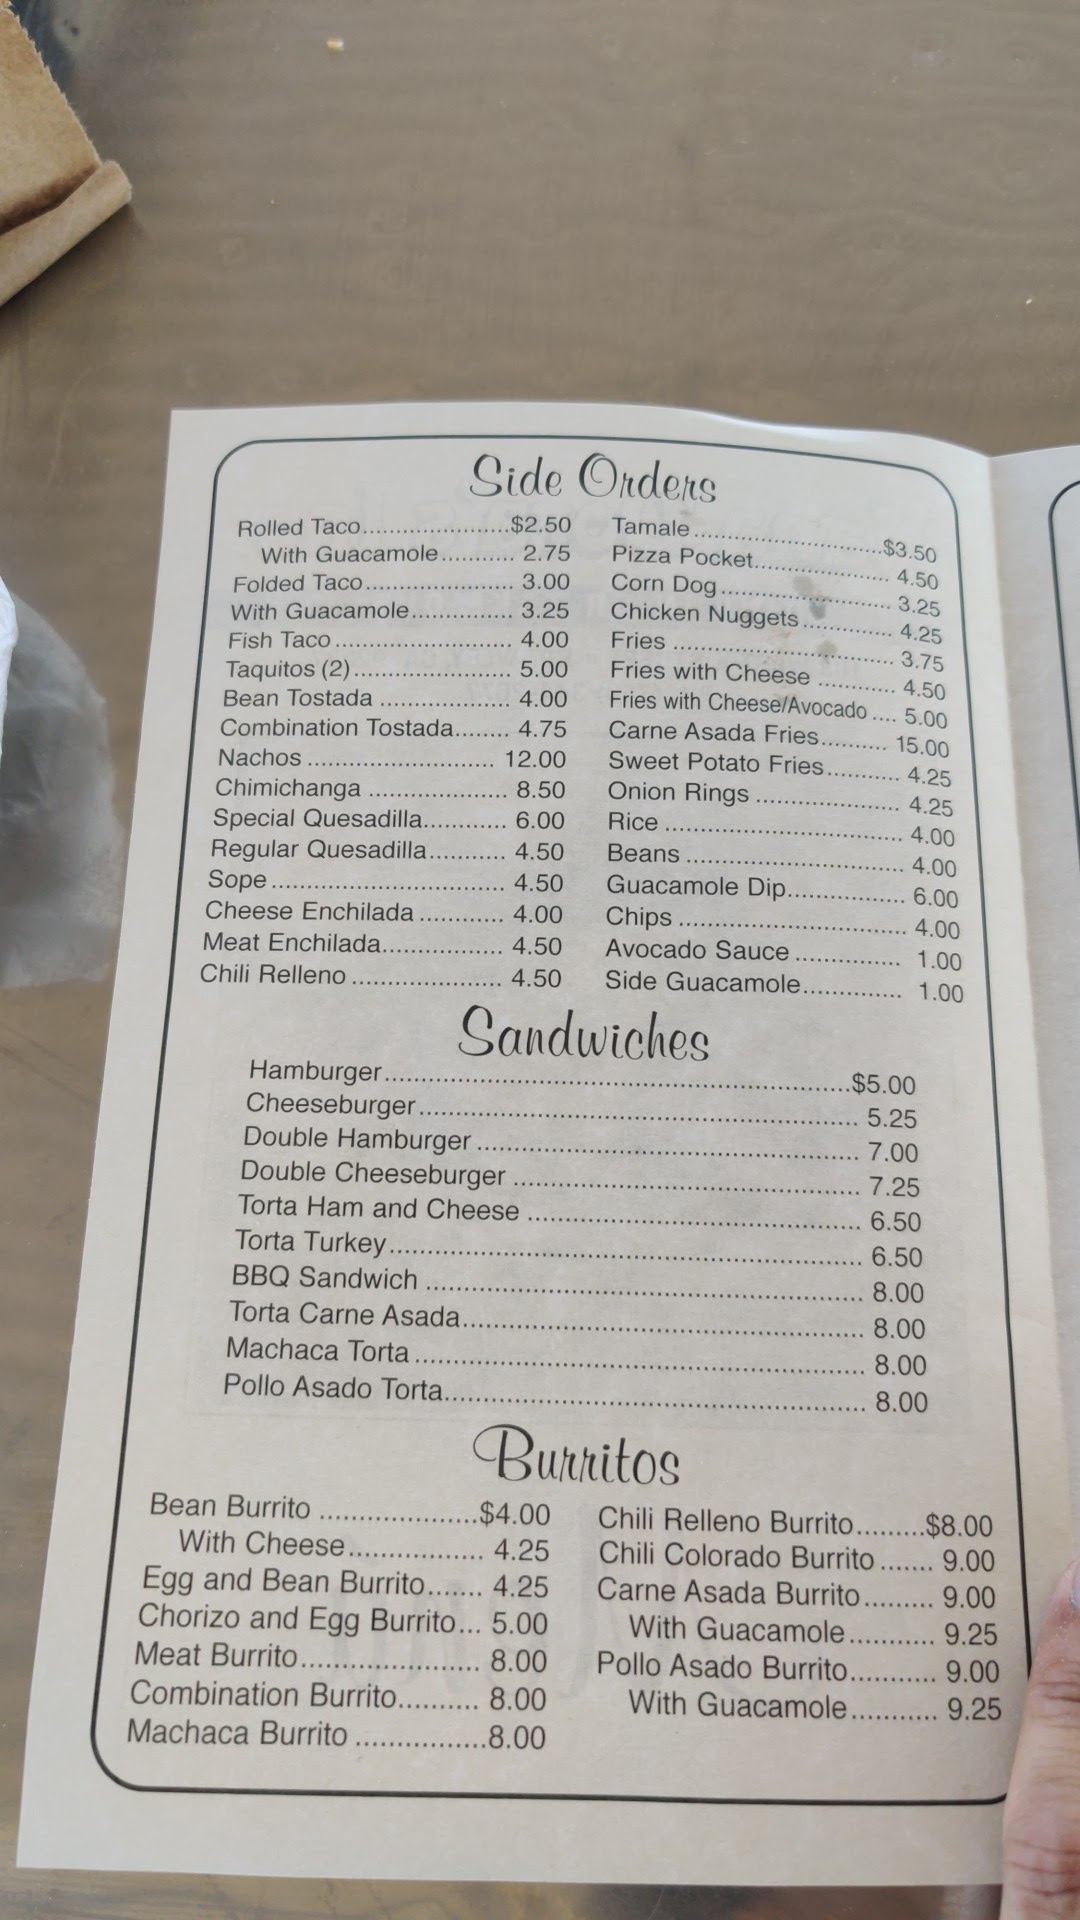 Side Orders
Rolled Taco......................$2.50
With Guacamole........... 2.75
Folded Taco...................... 3.00
With Guacamole............... 3.25
Fish Taco .......................... 4.00
Taquitos (2)....................... 5.00
Bean Tostada ................... 4.00
Combination Tostada........ 4.75
Nachos ........................... 12.00
Chimichanga .................... 8.50
Special Quesadilla............ 6.00
Regular Quesadilla........... 4.50
Sope .................................. 4.50
Cheese Enchilada ............ 4.00
Meat Enchilada................. 4.50
Chili Relleno ..................... 4.50
Tamale ............................$3.50
Pizza Pocket.................... 4.50
Corn Dog ......................... 3.25
Chicken Nuggets ............. 4.25
Fries ................................ 3.75
Fries with Cheese ........... 4.50
Fries with Cheese/Avocado .... 5.00
Carne Asada Fries.......... 15.00
Sweet Potato Fries........... 4.25
Onion Rings ..................... 4.25
Rice .................................. 4.00
Beans ................................ 4.00
Guacamole Dip................. 6.00
Chips ................................. 4.00
Avocado Sauce ............... 1.00
Side Guacamole.............. 1.00
Sandwiches
Hamburger..............................................................$5.00
Cheeseburger.......................................................... 5.25
Double Hamburger ................................................... 7.00
Double Cheeseburger .............................................. 7.25
Torta Ham and Cheese ............................................ 6.50
Torta Turkey............................................................... 6.50
BBQ Sandwich .......................................................... 8.00
Torta Carne Asada..................................................... 8.00
Machaca Torta ........................................................... 8.00
Pollo Asado Torta........................................................ 8.00
Burritos
Bean Burrito .....................$4.00
With Cheese.................. 4.25
Egg and Bean Burrito....... 4.25
Chorizo and Egg Burrito... 5.00
Meat Burrito....................... 8.00
Combination Burrito.......... 8.00
Machaca Burrito .................8.00
Chili Relleno Burrito.........$8.00
Chili Colorado Burrito ....... 9.00
Carne Asada Burrito......... 9.00
With Guacamole........... 9.25
Pollo Asado Burrito........... 9.00
With Guacamole........... 9.25